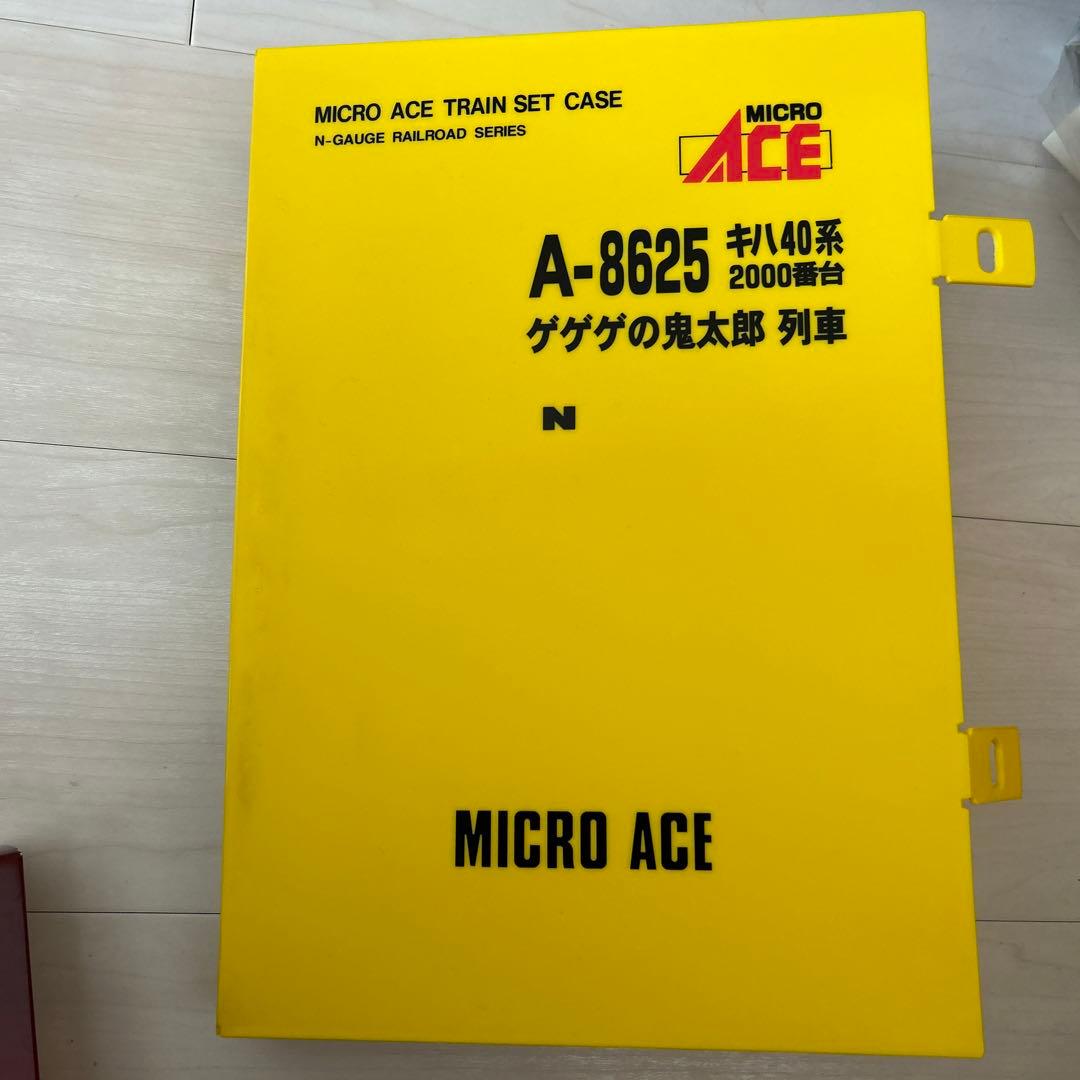 MICRO ACE TRAIN SET CASE
N-GAUGE RAILROAD SERIES
MICRO
ACE
A-8625 キハ40系
2000番台
ゲゲゲの鬼太郎 列車
N
MICRO ACE